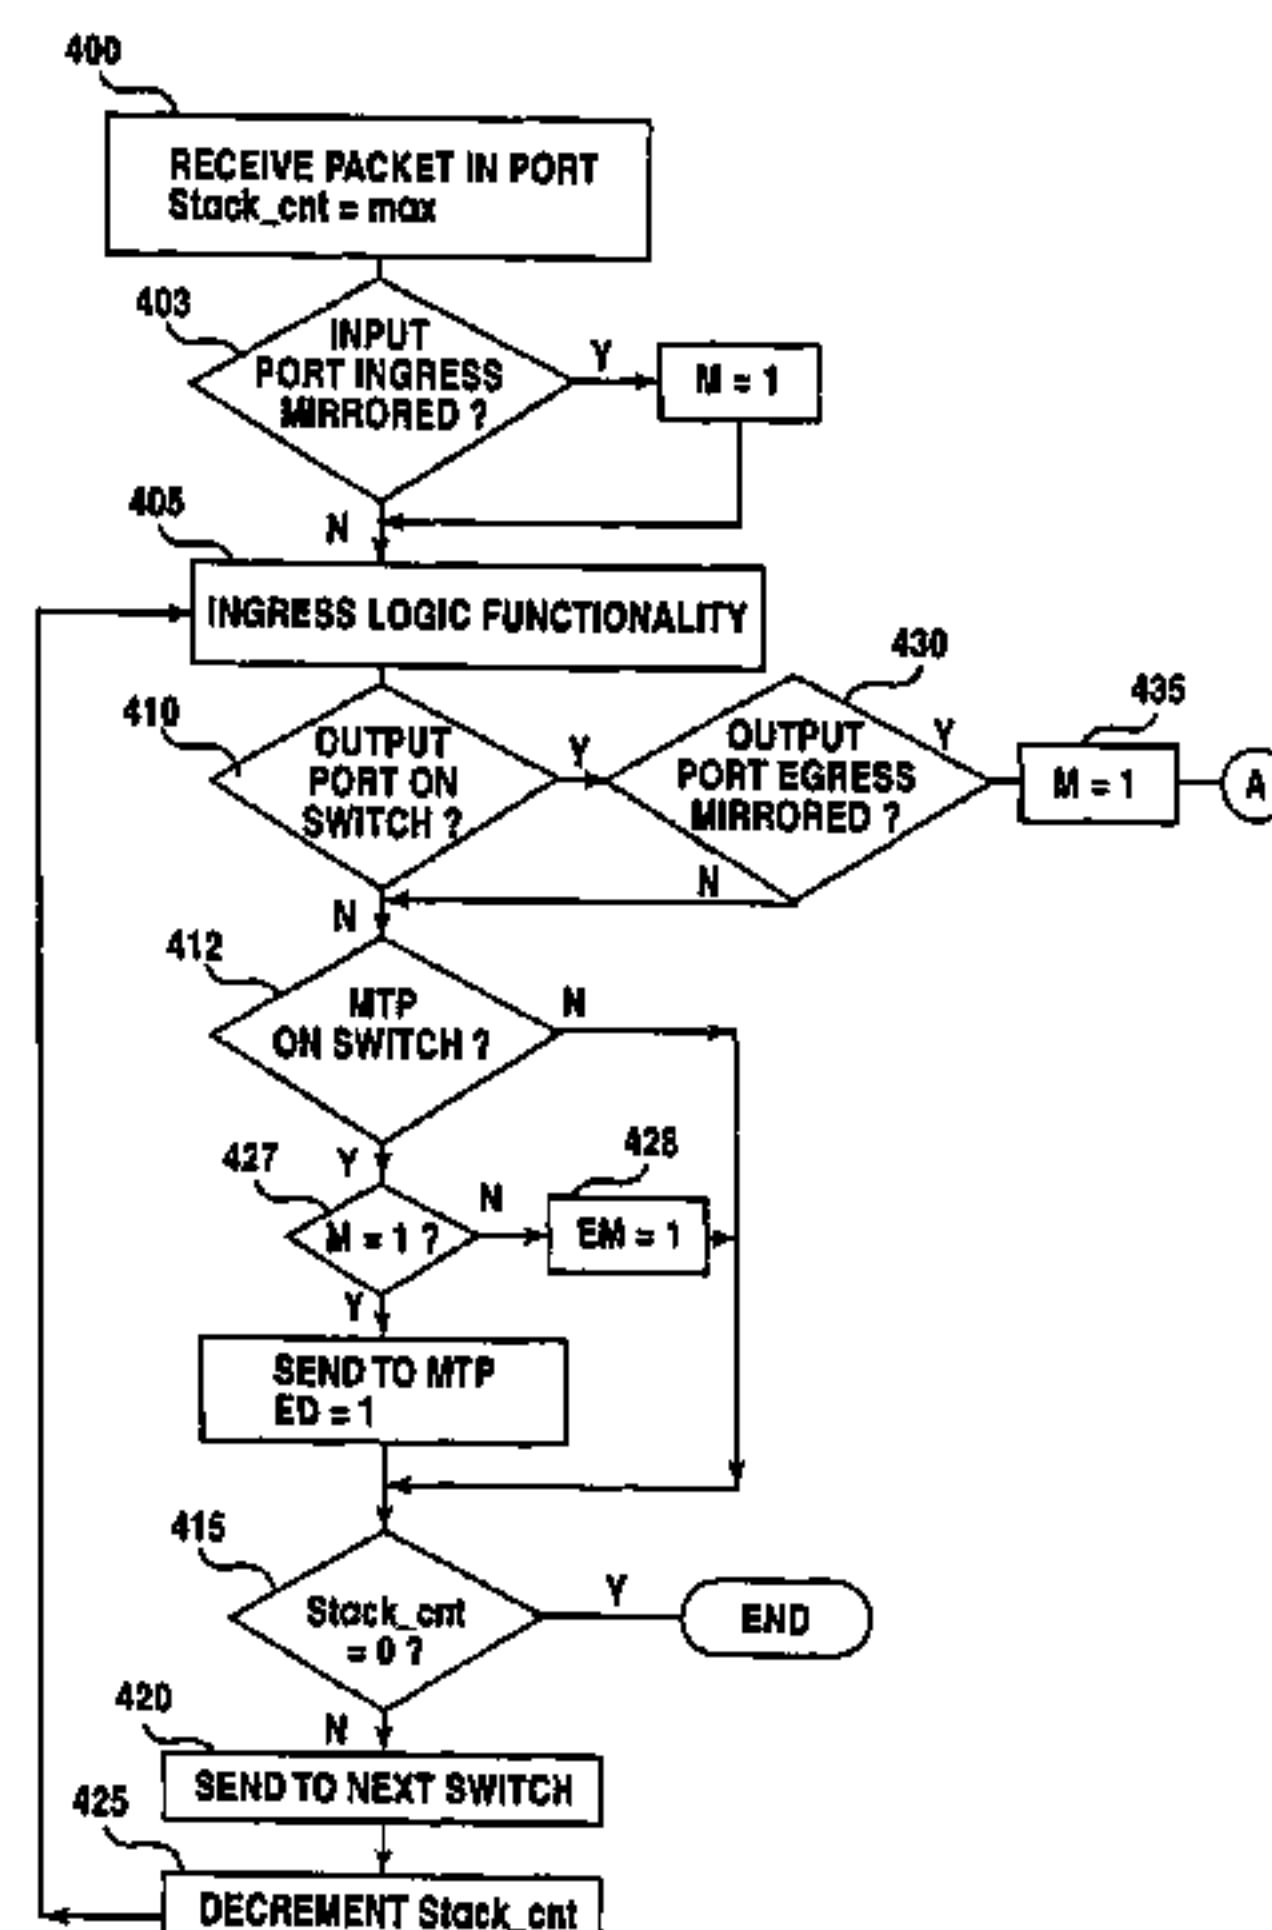 400
RECEIVE PACKET IN PORT
Stack_cnt = max
403
INPUT
PORT INGRESS
MIRRORED ?
Y
M = 1
N
405
INGRESS LOGIC FUNCTIONALITY
410
OUTPUT
PORT ON
SWITCH ?
Y
430
OUTPUT
PORT EGRESS
MIRRORED ?
Y
435
M = 1
A
N
N
412
MTP
ON SWITCH ?
N
Y
427
M = 1 ?
N
428
EM = 1
Y
SEND TO MTP
ED = 1
415
Stack_cnt
= 0 ?
Y
END
N
420
SEND TO NEXT SWITCH
425
DECREMENT Stack_cnt